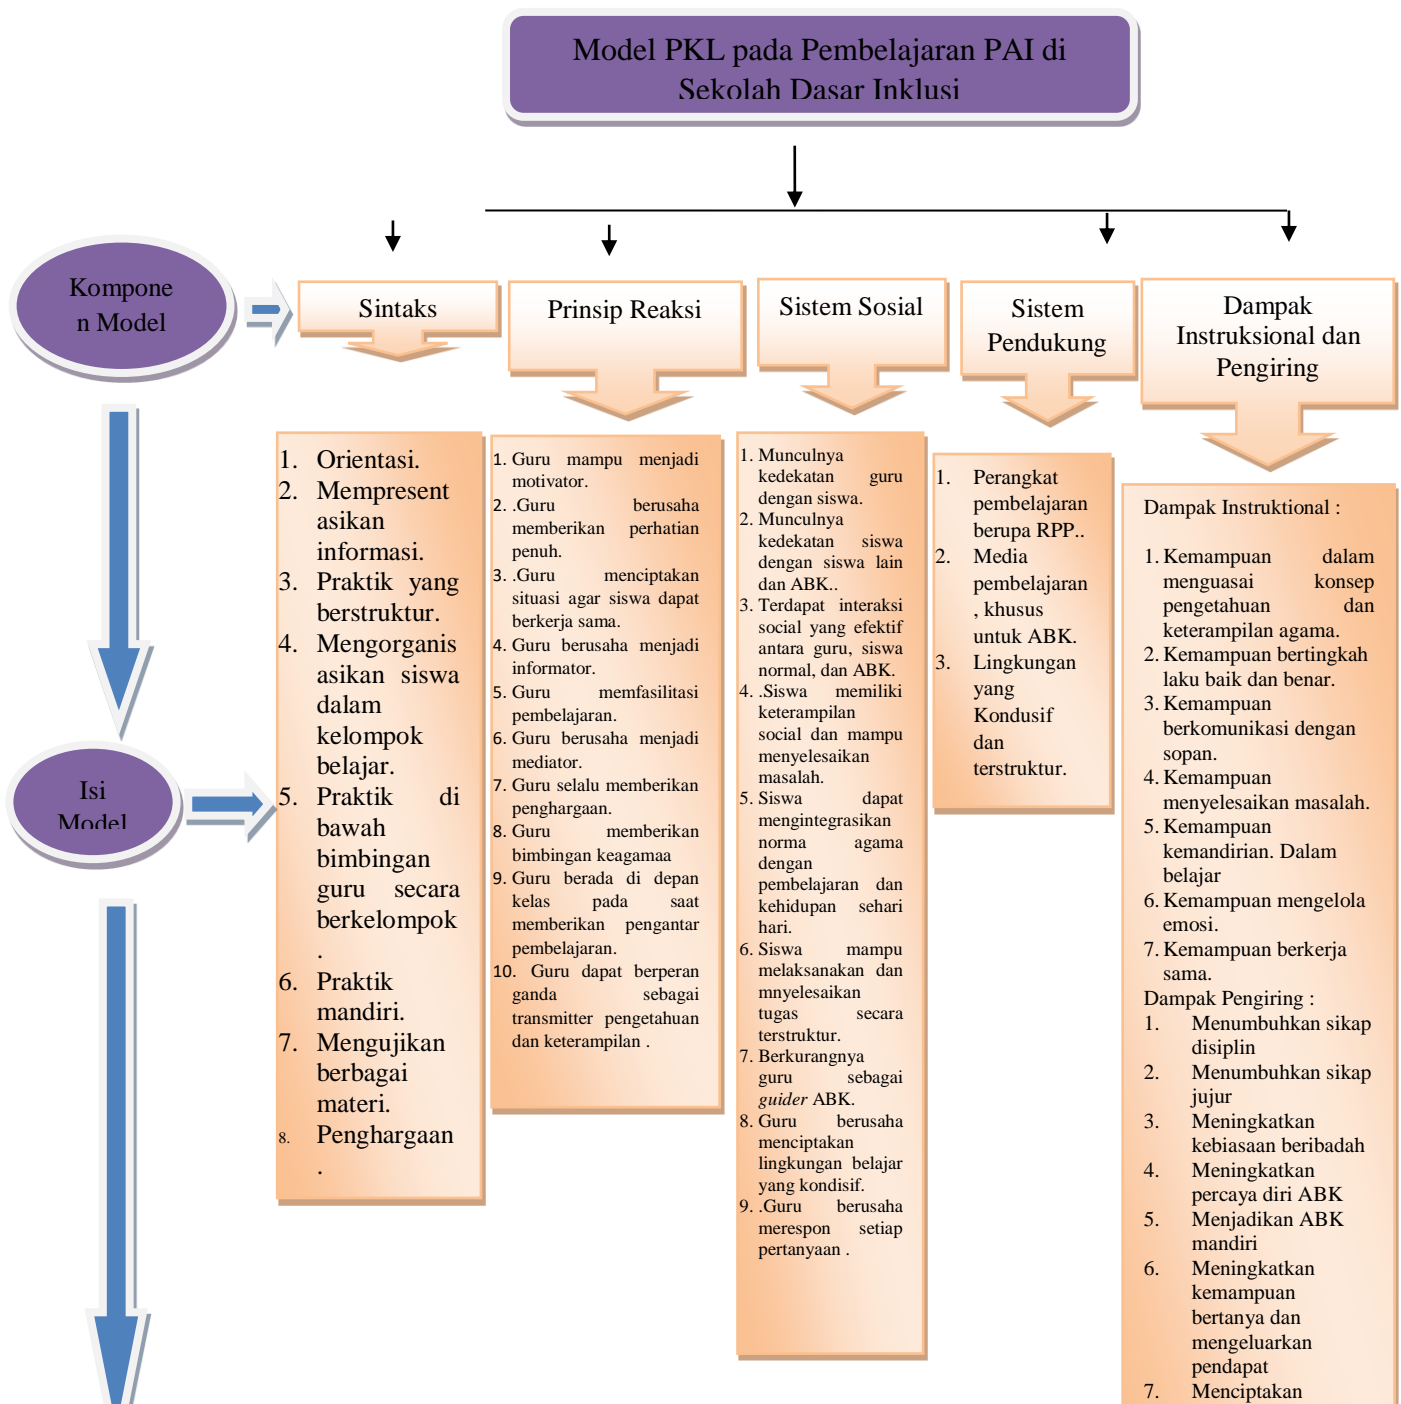 Model PKL pada Pembelajaran PAI di
Sekolah Dasar Inklusi
Kompone
n Model
Sintaks
Prinsip Reaksi
Sistem Sosial
Sistem
Pendukung
Dampak
Instruksional dan
Pengiring
Isi
Model
1. Orientasi.
2. Mempresent
asikan
informasi.
3. Praktik yang
berstruktur.
4. Mengorganis
asikan siswa
dalam
kelompok
belajar.
5. Praktik di
bawah
bimbingan
guru secara
berkelompok
.
6. Praktik
mandiri.
7. Mengujikan
berbagai
materi.
8. Penghargaan
.
1. Guru mampu menjadi
motivator.
2. .Guru berusaha
memberikan perhatian
penuh.
3. .Guru menciptakan
situasi agar siswa dapat
berkerja sama.
4. Guru berusaha menjadi
informator.
5. Guru memfasilitasi
pembelajaran.
6. Guru berusaha menjadi
mediator.
7. Guru selalu memberikan
penghargaan.
8. Guru memberikan
bimbingan keagamaa
9. Guru berada di depan
kelas pada saat
memberikan pengantar
pembelajaran.
10. Guru dapat berperan
ganda sebagai
transmitter pengetahuan
dan keterampilan .
1. Munculnya
kedekatan guru
dengan siswa.
2. Munculnya
kedekatan siswa
dengan siswa lain
dan ABK..
3. Terdapat interaksi
social yang efektif
antara guru, siswa
normal, dan ABK.
4. .Siswa memiliki
keterampilan
social dan mampu
menyelesaikan
masalah.
5. Siswa dapat
mengintegrasikan
norma agama
dengan
pembelajaran dan
kehidupan sehari
hari.
6. Siswa mampu
melaksanakan dan
mnyelesaikan
tugas secara
terstruktur.
7. Berkurangnya
guru sebagai
guider ABK.
8. Guru berusaha
menciptakan
lingkungan belajar
yang kondisif.
9. .Guru berusaha
merespon setiap
pertanyaan .
1. Perangkat
pembelajaran
berupa RPP..
2. Media
pembelajaran
, khusus
untuk ABK.
3. Lingkungan
yang
Kondusif
dan
terstruktur.
Dampak Instruktional :
1. Kemampuan dalam
menguasai konsep
pengetahuan dan
keterampilan agama.
2. Kemampuan bertingkah
laku baik dan benar.
3. Kemampuan
berkomunikasi dengan
sopan.
4. Kemampuan
menyelesaikan masalah.
5. Kemampuan
kemandirian. Dalam
belajar
6. Kemampuan mengelola
emosi.
7. Kemampuan berkerja
sama.
Dampak Pengiring :
1. Menumbuhkan sikap
disiplin
2. Menumbuhkan sikap
jujur
3. Meningkatkan
kebiasaan beribadah
4. Meningkatkan
percaya diri ABK
5. Menjadikan ABK
mandiri
6. Meningkatkan
kemampuan
bertanya dan
mengeluarkan
pendapat
7. Menciptakan